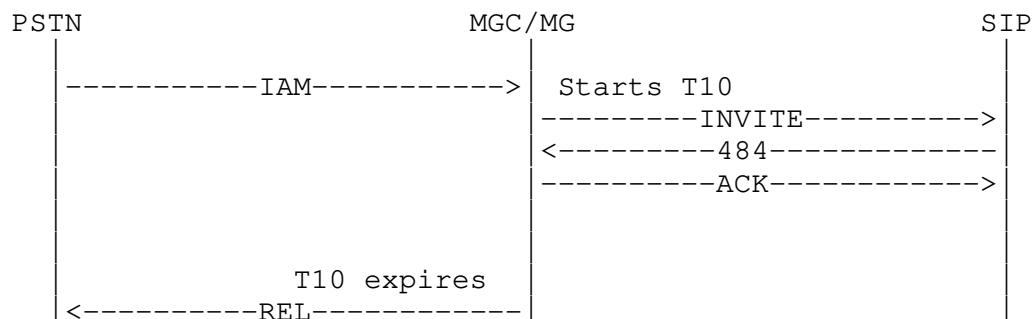 PSTN MGC/MG SIP
IAM Starts T10
INVITE
484
ACK
T10 expires
REL